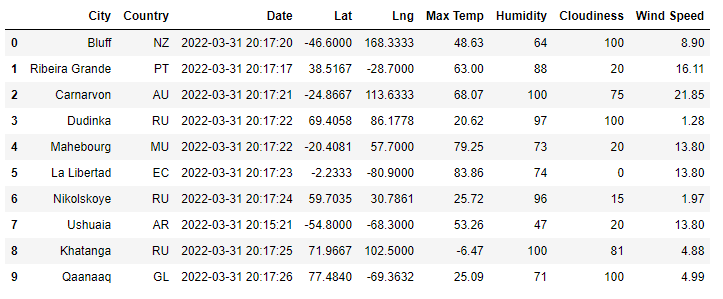 City Country Date Lat Lng Max Temp Humidity Cloudiness Wind Speed
0 Bluff NZ 2022-03-31 20:17:20 -46.6000 168.3333 48.63 64 100 8.90
1 Ribeira Grande PT 2022-03-31 20:17:17 38.5167 -28.7000 63.00 88 20 16.11
2 Carnarvon AU 2022-03-31 20:17:21 -24.8667 113.6333 68.07 100 75 21.85
3 Dudinka RU 2022-03-31 20:17:22 69.4058 86.1778 20.62 97 100 1.28
4 Mahebourg MU 2022-03-31 20:17:22 -20.4081 57.7000 79.25 73 20 13.80
5 La Libertad EC 2022-03-31 20:17:23 -2.2333 -80.9000 83.86 74 0 13.80
6 Nikolskoye RU 2022-03-31 20:17:24 59.7035 30.7861 25.72 96 15 1.97
7 Ushuaia AR 2022-03-31 20:15:21 -54.8000 -68.3000 53.26 47 20 13.80
8 Khatanga RU 2022-03-31 20:17:25 71.9667 102.5000 -6.47 100 81 4.88
9 Qaanaaq GL 2022-03-31 20:17:26 77.4840 -69.3632 25.09 71 100 4.99